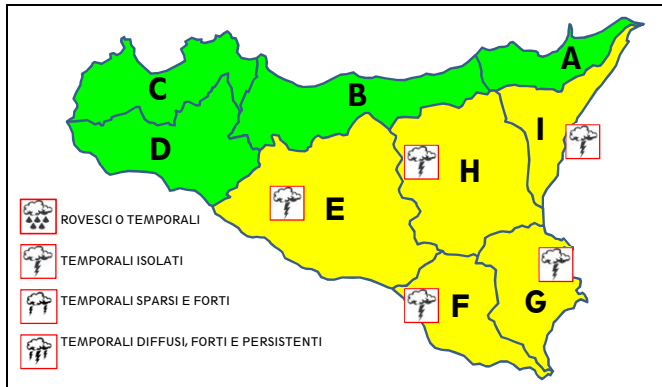 A
C
B
I
D
H
E
ROVESCI O TEMPORALI
TEMPORALI ISOLATI
F
G
TEMPORALI SPARSI E FORTI
TEMPORALI DIFFUSI, FORTI E PERSISTENTI